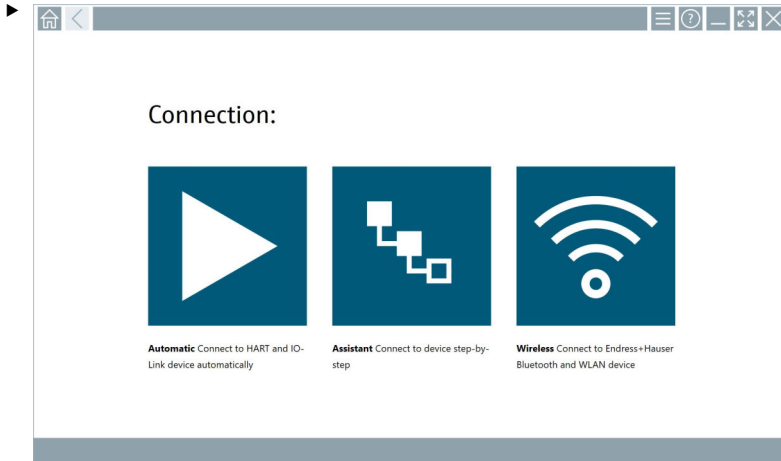 Connection:
Automatic Connect to HART and IO-
Link device automatically
Assistant Connect to device step-by-
step
Wireless Connect to Endress+Hauser
Bluetooth and WLAN device